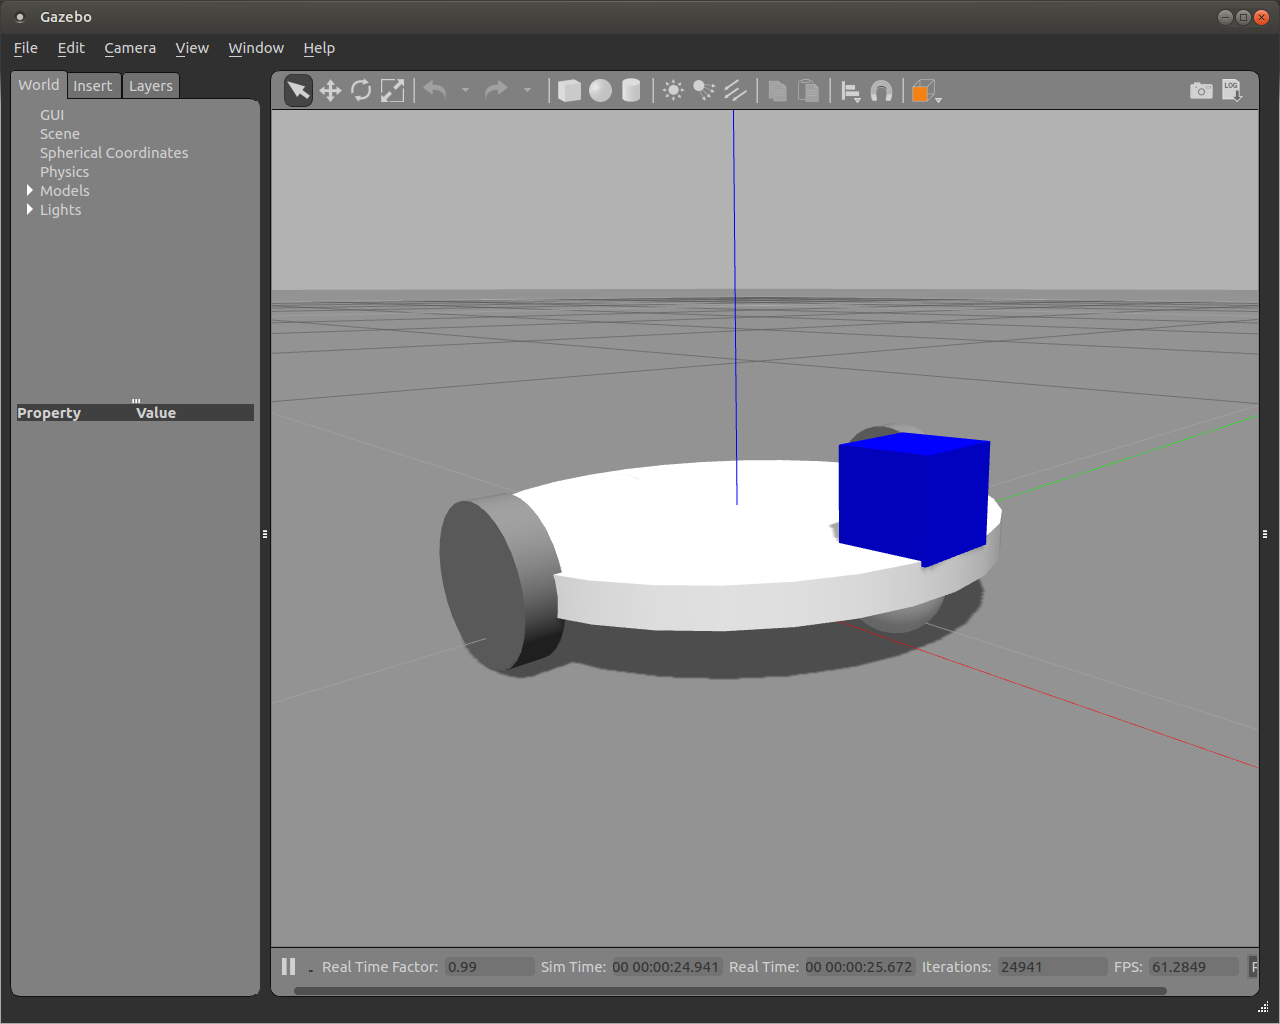 Gazebo
File Edit Camera View Window Help
World Insert Layers
LOG
GUI
Scene
Spherical Coordinates
Physics
Models
Lights
Property Value
Real Time Factor: 0.99 Sim Time: 00 00:00:24.941 Real Time: 00 00:00:25.672 Iterations: 24941 FPS: 61.2849